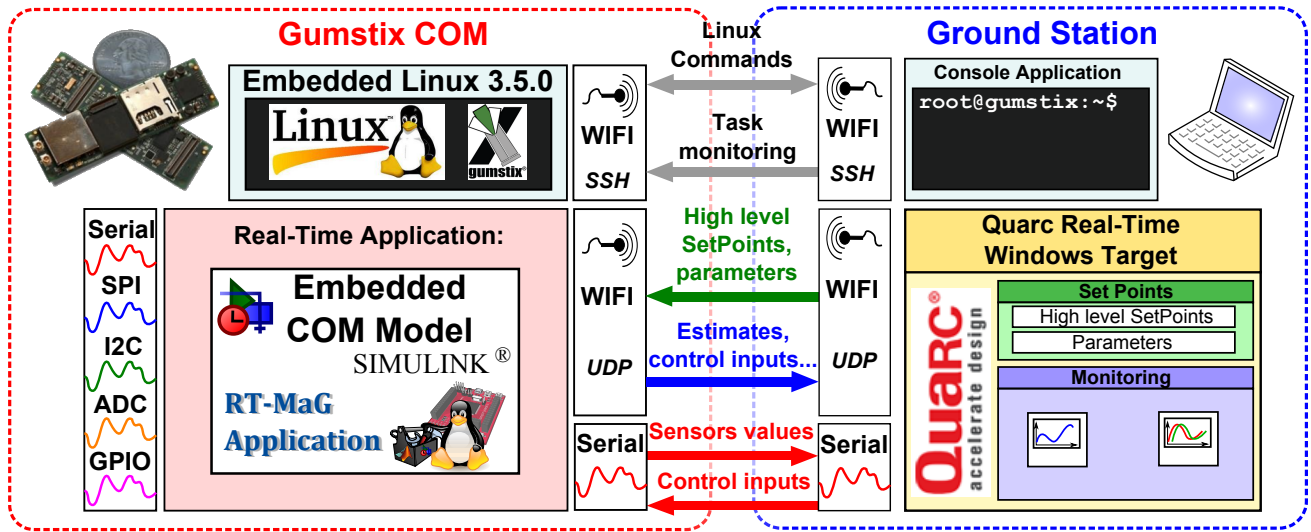 Gumstix COM
Ground Station
Linux
Commands
Embedded Linux 3.5.0
Linux™
gumstix®
WIFI
SSH
Task
monitoring
WIFI
SSH
Console Application
root@gumstix:~$
Serial
SPI
I2C
ADC
GPIO
Real-Time Application:
Embedded
COM Model
SIMULINK ®
RT-MaG
Application
WIFI
UDP
High level
SetPoints,
parameters
Estimates,
control inputs...
WIFI
UDP
Serial
Sensors values
Control inputs
Serial
Quarc Real-Time
Windows Target
QUARC®
accelerate design
Set Points
High level SetPoints
Parameters
Monitoring